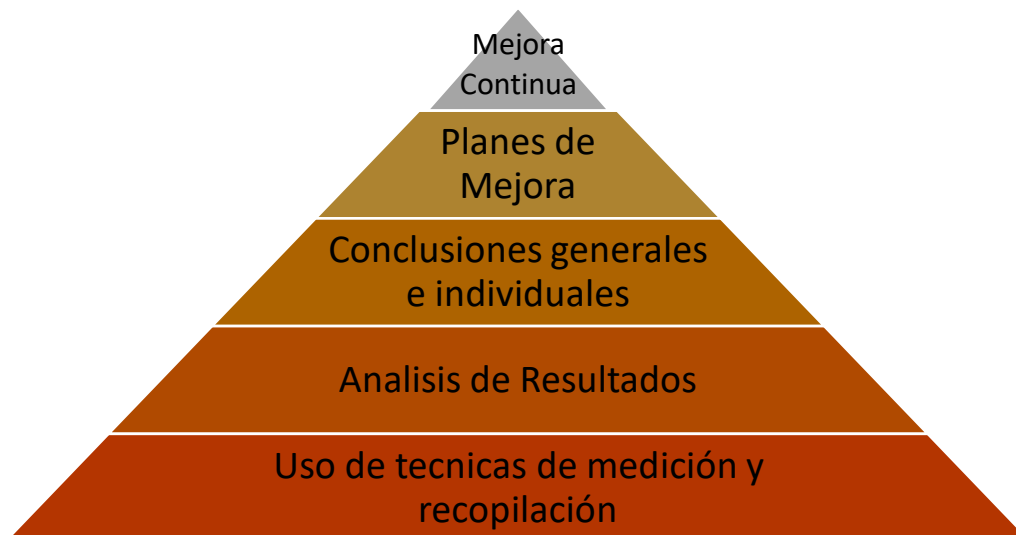 Mejora
Continua
Planes de
Mejora
Conclusiones generales
e individuales
Analisis de Resultados
Uso de tecnicas de medición y
recopilación